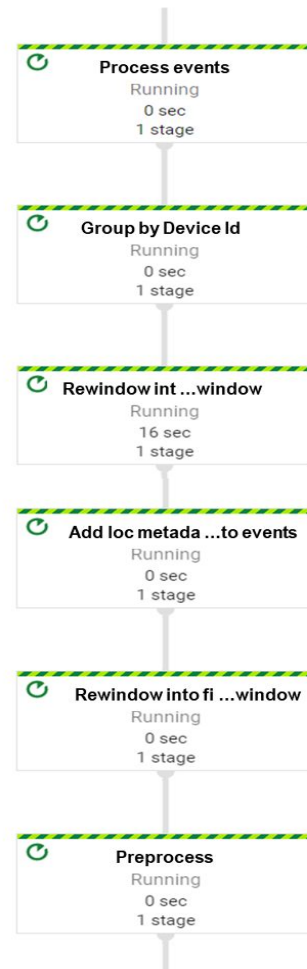 Process events
Running
0 sec
1 stage
Group by Device Id
Running
0 sec
1 stage
Rewindow int ...window
Running
16 sec
1 stage
Add loc metada ...to events
Running
0 sec
1 stage
Rewindow into fi ...window
Running
0 sec
1 stage
Preprocess
Running
0 sec
1 stage